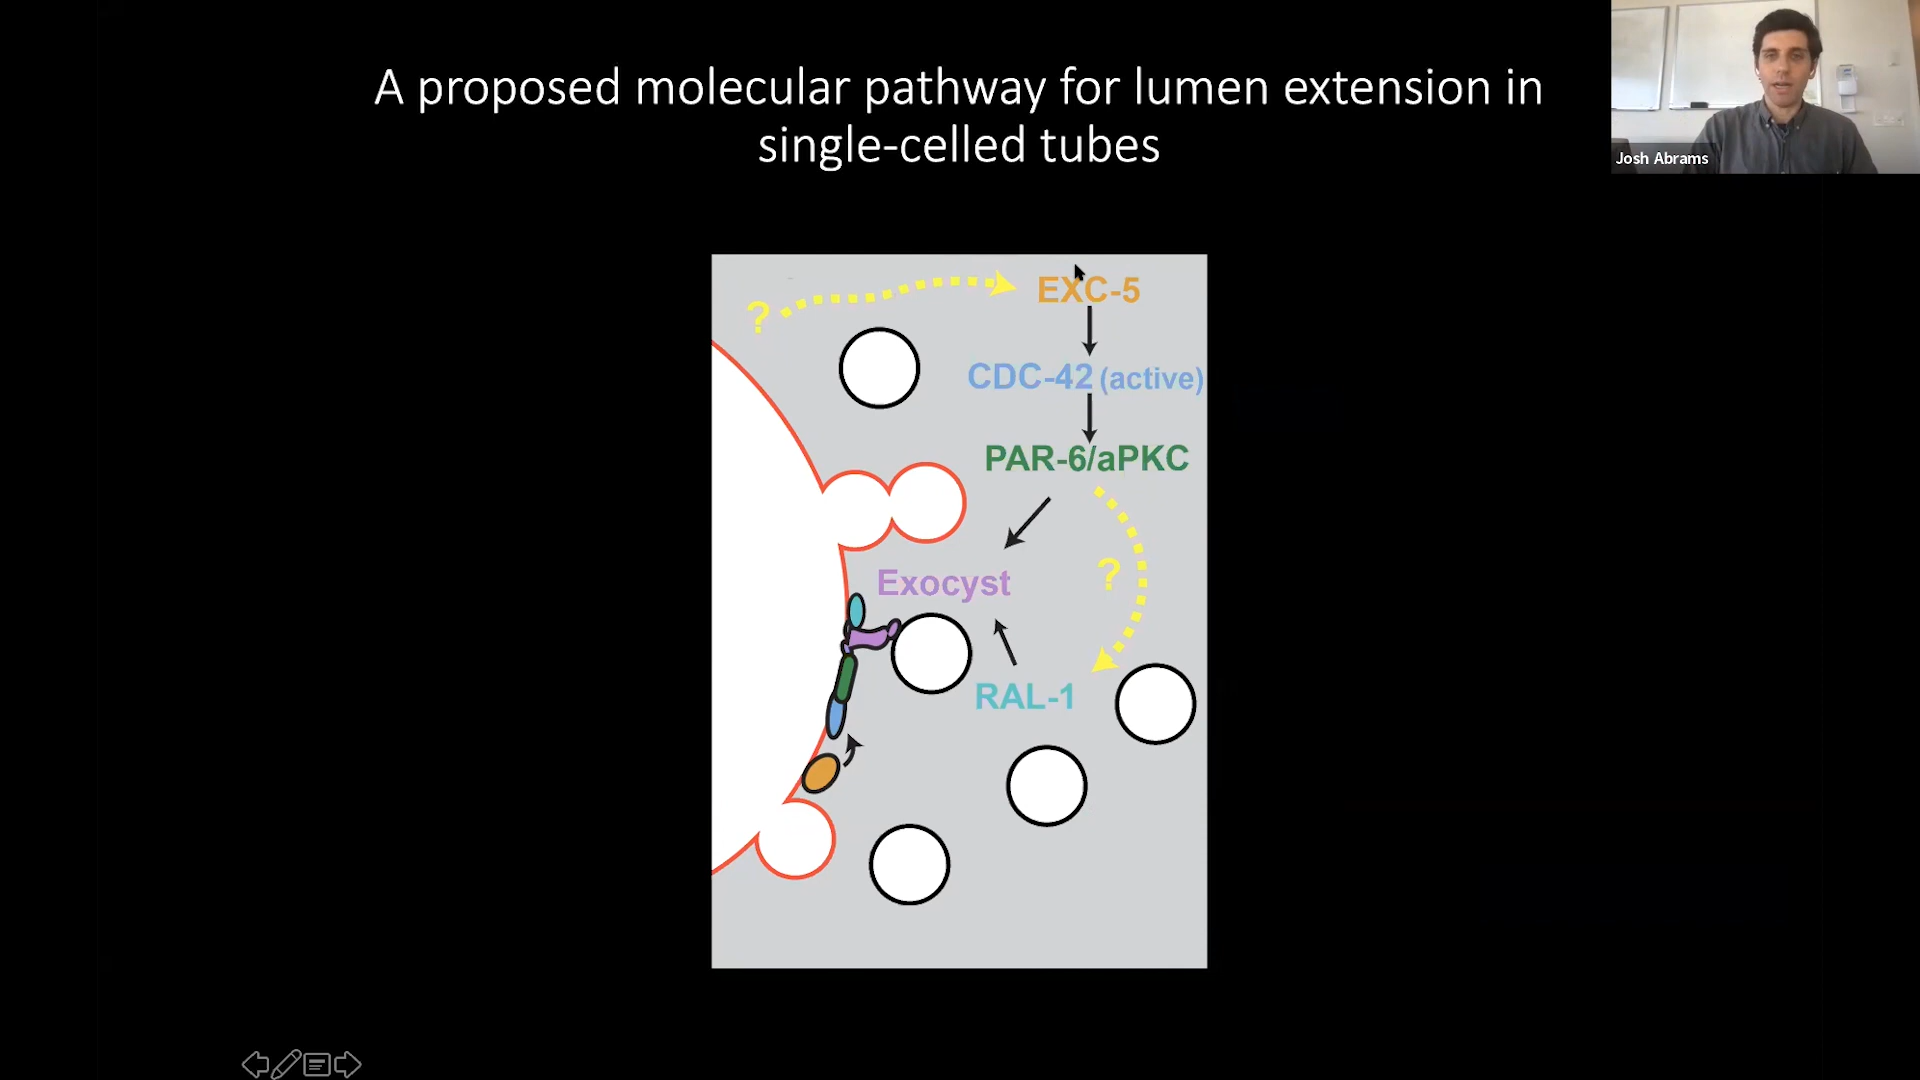 A proposed molecular pathway for lumen extension in
single-celled tubes
Josh Abrams
? EXC-5
CDC-42 (active)
PAR-6/aPKC
Exocyst ?
RAL-1